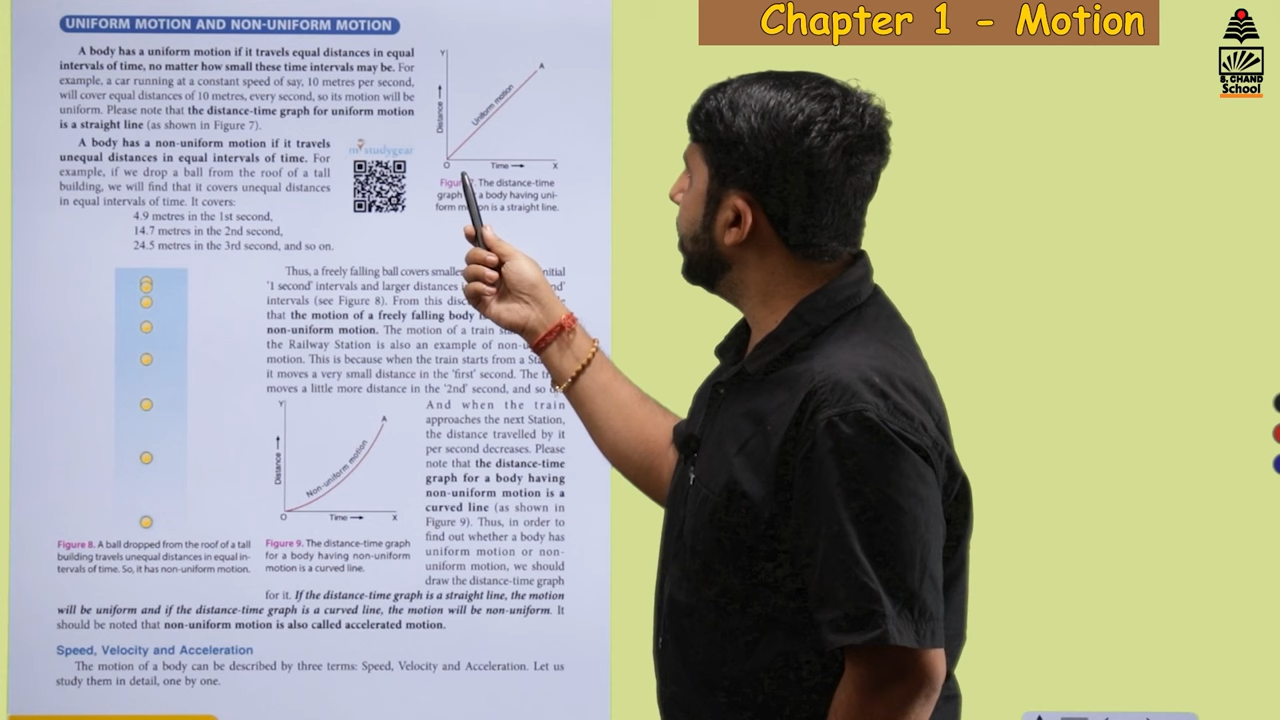 UNIFORM MOTION AND NON-UNIFORM MOTION
Chapter 1 - Motion
S. CHAND
School
A body has a uniform motion if it travels equal distances in equal
intervals of time, no matter how small these time intervals may be. For
example, a car running at a constant speed of say, 10 metres per second,
will cover equal distances of 10 metres, every second, so its motion will be
uniform. Please note that the distance-time graph for uniform motion
is a straight line (as shown in Figure 7).
Y
A
Uniform motion
Distance
O
Time
X
The distance-time
graph
a body having uni-
form
is a straight line.
A body has a non-uniform motion if it travels
unequal distances in equal intervals of time. For
example, if we drop a ball from the roof of a tall
building, we will find that it covers unequal distances
in equal intervals of time. It covers:
4.9 metres in the 1st second,
14.7 metres in the 2nd second,
24.5 metres in the 3rd second, and so on.
studygear
Thus, a freely falling ball covers
'1 second' intervals and larger distances
intervals (see Figure 8). From this
that the motion of a freely falling body
non-uniform motion. The motion of a train
the Railway Station is also an example of
motion. This is because when the train starts from a
it moves a very small distance in the 'first' second. The
moves a little more distance in the '2nd' second, and so
And when the train
approaches the next Station,
the distance travelled by it
per second decreases. Please
note that the distance-time
graph for a body having
non-uniform motion is a
curved line (as shown in
Figure 9). Thus, in order to
find out whether a body has
uniform motion or non-
uniform motion, we should
draw the distance-time graph
for it. If the distance-time graph is a straight line, the motion
will be uniform and if the distance-time graph is a curved line, the motion will be non-uniform. It
should be noted that non-uniform motion is also called accelerated motion.
Y
A
Non-uniform motion
Distance
O
Time
X
Figure 8. A ball dropped from the roof of a tall
building travels unequal distances in equal in-
tervals of time. So, it has non-uniform motion.
Figure 9. The distance-time graph
for a body having non-uniform
motion is a curved line.
Speed, Velocity and Acceleration
The motion of a body can be described by three terms: Speed, Velocity and Acceleration. Let us
study them in detail, one by one.